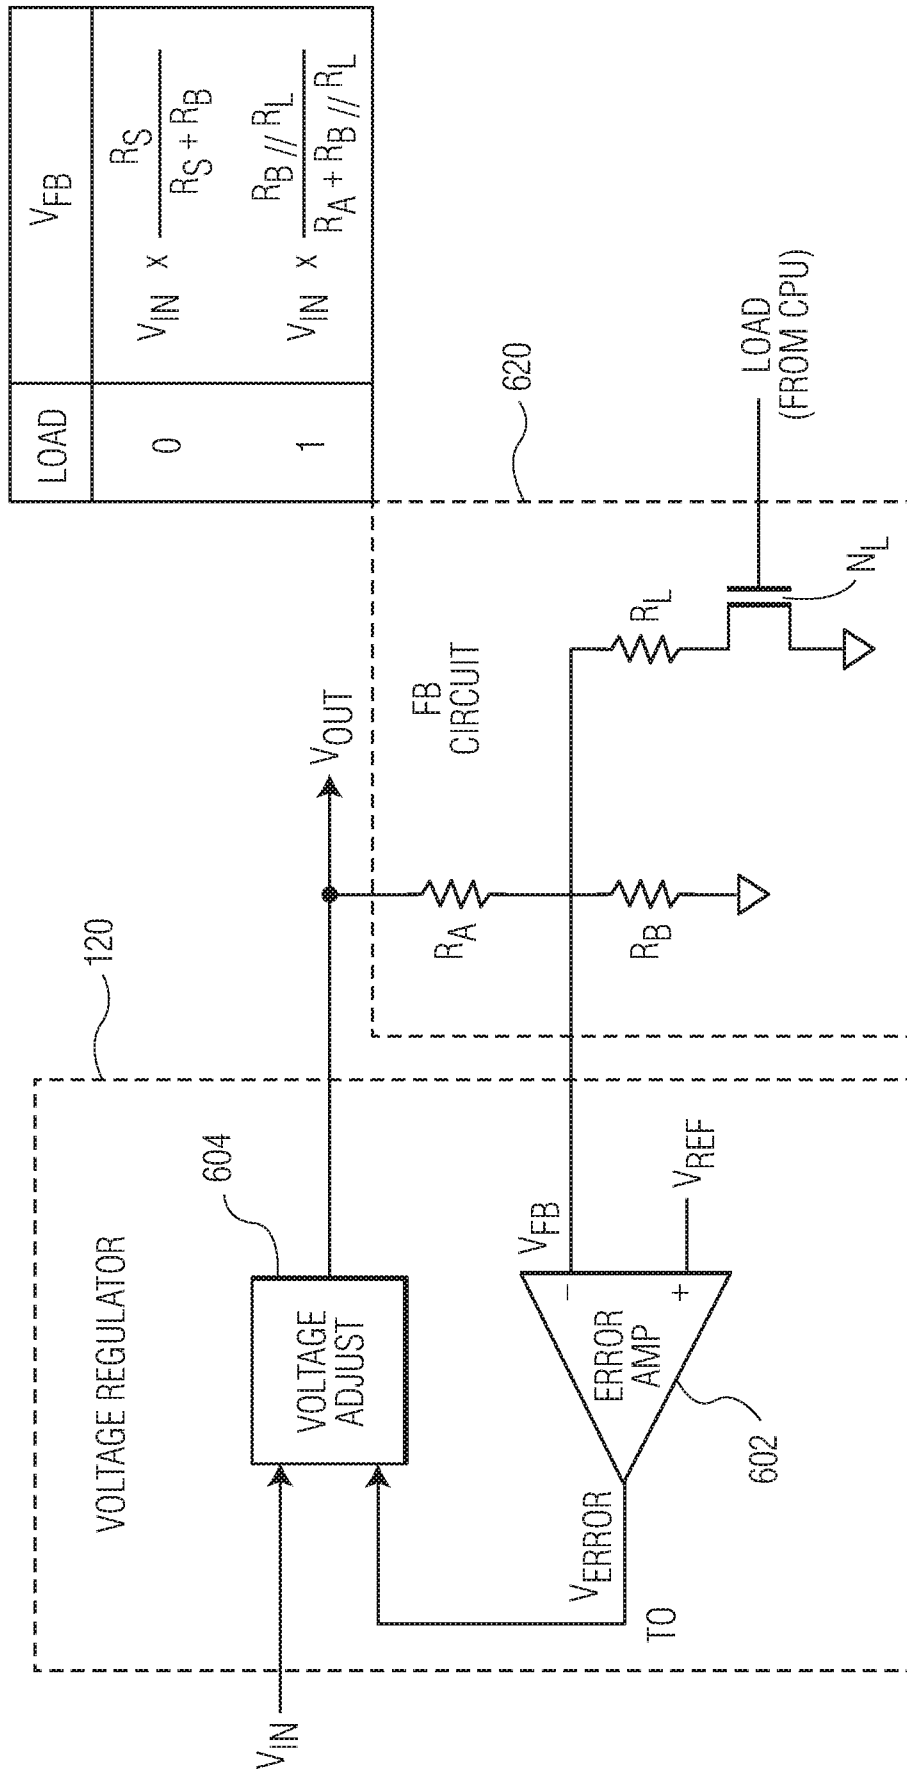 LOAD
V_FB
0
V_IN x R_S / R_S + R_B
1
V_IN x R_B // R_L / R_A + R_B // R_L
120
620
VOLTAGE REGULATOR
604
V_IN
VOLTAGE
ADJUST
V_OUT
FB
CIRCUIT
R_A
R_B
R_L
N_L
LOAD
(FROM CPU)
V_FB
−
+
V_REF
ERROR
AMP
602
V_ERROR
TO